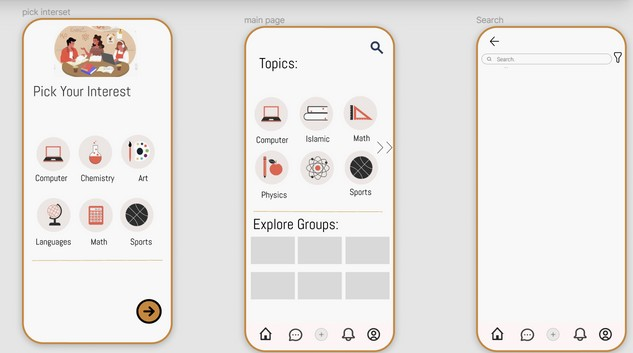 pick interset
Pick Your Interest
Computer
Chemistry
Art
Languages
Math
Sports
main page
Topics:
Computer
Islamic
Math
Physics
Sports
Explore Groups:
Search
Search